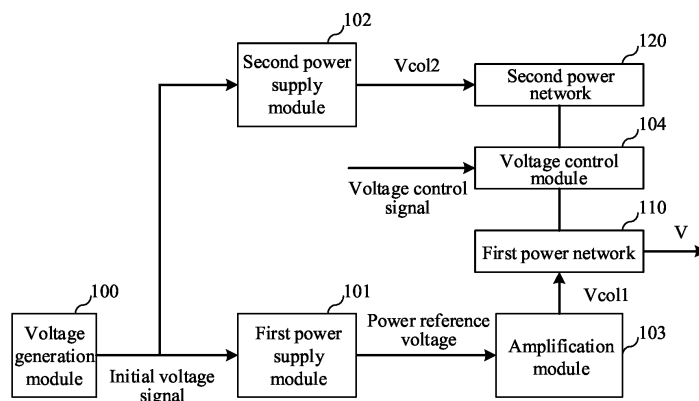 102
Second power
supply
module
Vcol2
120
Second power
network
104
Voltage control
module
Voltage control
signal
110
First power network
V
Vcol1
100
Voltage
generation
module
Initial voltage
signal
101
First power
supply
module
Power reference
voltage
Amplification
module
103